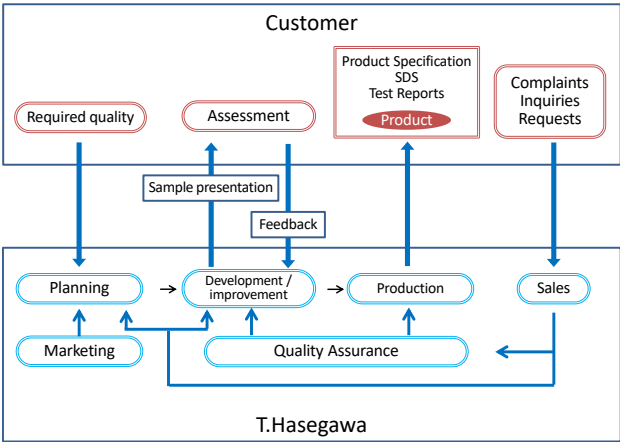 Customer
Required quality
Assessment
Product Specification
SDS
Test Reports
Product
Complaints
Inquiries
Requests
Sample presentation
Feedback
Planning
Development /
improvement
Production
Sales
Marketing
Quality Assurance
T.Hasegawa